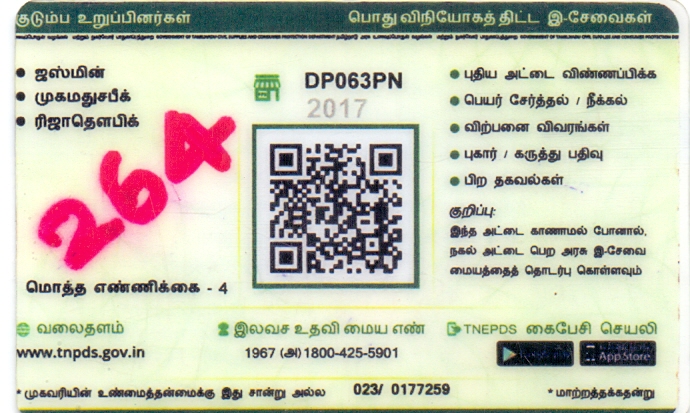 குடும்ப உறுப்பினர்கள்
பொது விநியோகத் திட்ட இ-சேவைகள்
• ஜஸ்மின்
• முகமதுசபீக்
• ரிஜாதௌபிக்
264
மொத்த எண்ணிக்கை - 4
DP063PN
2017
• புதிய அட்டை விண்ணப்பிக்க
• பெயர் சேர்த்தல் / நீக்கல்
• விற்பனை விவரங்கள்
• புகார் / கருத்து பதிவு
• பிற தகவல்கள்
குறிப்பு:
இந்த அட்டை காணாமல் போனால்,
நகல் அட்டை பெற அரசு இ-சேவை
மையத்தைத் தொடர்பு கொள்ளவும்
வலைதளம்
www.tnpds.gov.in
இலவச உதவி மைய எண்
1967 (அ) 1800-425-5901
TNEPDS கைபேசி செயலி
App Store
* முகவரியின் உண்மைத்தன்மைக்கு இது சான்று அல்ல
023/ 0177259
* மாற்றத்தக்கதன்று